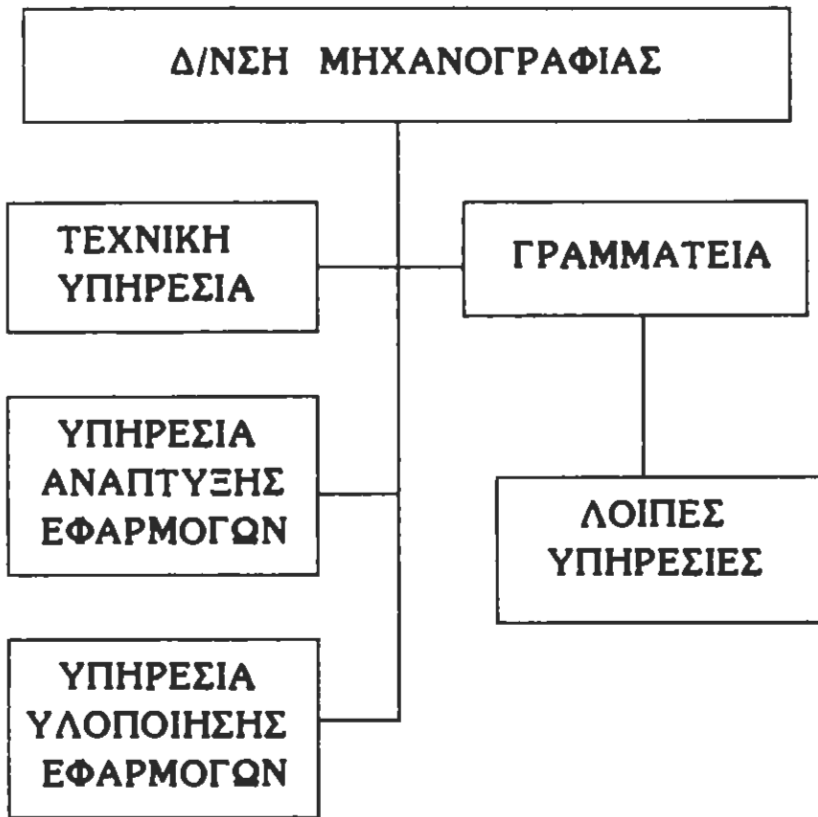 Δ/ΝΣΗ ΜΗΧΑΝΟΓΡΑΦΙΑΣ
ΤΕΧΝΙΚΗ
ΥΠΗΡΕΣΙΑ
ΓΡΑΜΜΑΤΕΙΑ
ΥΠΗΡΕΣΙΑ
ΑΝΑΠΤΥΞΗΣ
ΕΦΑΡΜΟΓΩΝ
ΛΟΙΠΕΣ
ΥΠΗΡΕΣΙΕΣ
ΥΠΗΡΕΣΙΑ
ΥΛΟΠΟΙΗΣΗΣ
ΕΦΑΡΜΟΓΩΝ